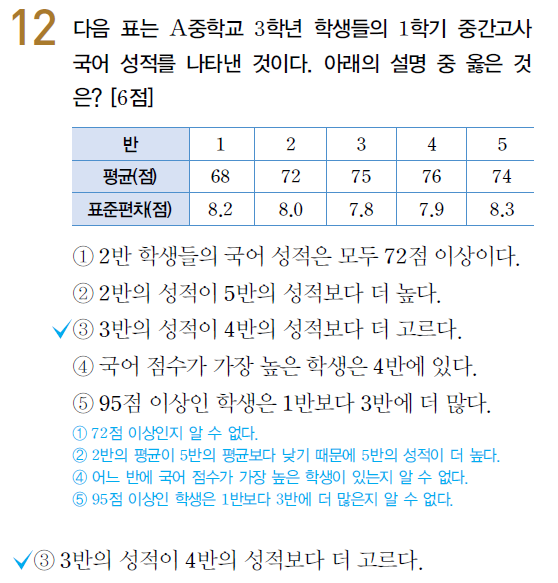 12 다음 표는 A중학교 3학년 학생들의 1학기 중간고사
국어 성적를 나타낸 것이다. 아래의 설명 중 옳은 것
은? [6점]
반 1 2 3 4 5
평균(점) 68 72 75 76 74
표준편차(점) 8.2 8.0 7.8 7.9 8.3
① 2반 학생들의 국어 성적은 모두 72점 이상이다.
② 2반의 성적이 5반의 성적보다 더 높다.
③ 3반의 성적이 4반의 성적보다 더 고르다.
④ 국어 점수가 가장 높은 학생은 4반에 있다.
⑤ 95점 이상인 학생은 1반보다 3반에 더 많다.
① 72점 이상인지 알 수 없다.
② 2반의 평균이 5반의 평균보다 낮기 때문에 5반의 성적이 더 높다.
④ 어느 반에 국어 점수가 가장 높은 학생이 있는지 알 수 없다.
⑤ 95점 이상인 학생은 1반보다 3반에 더 많은지 알 수 없다.
③ 3반의 성적이 4반의 성적보다 더 고르다.